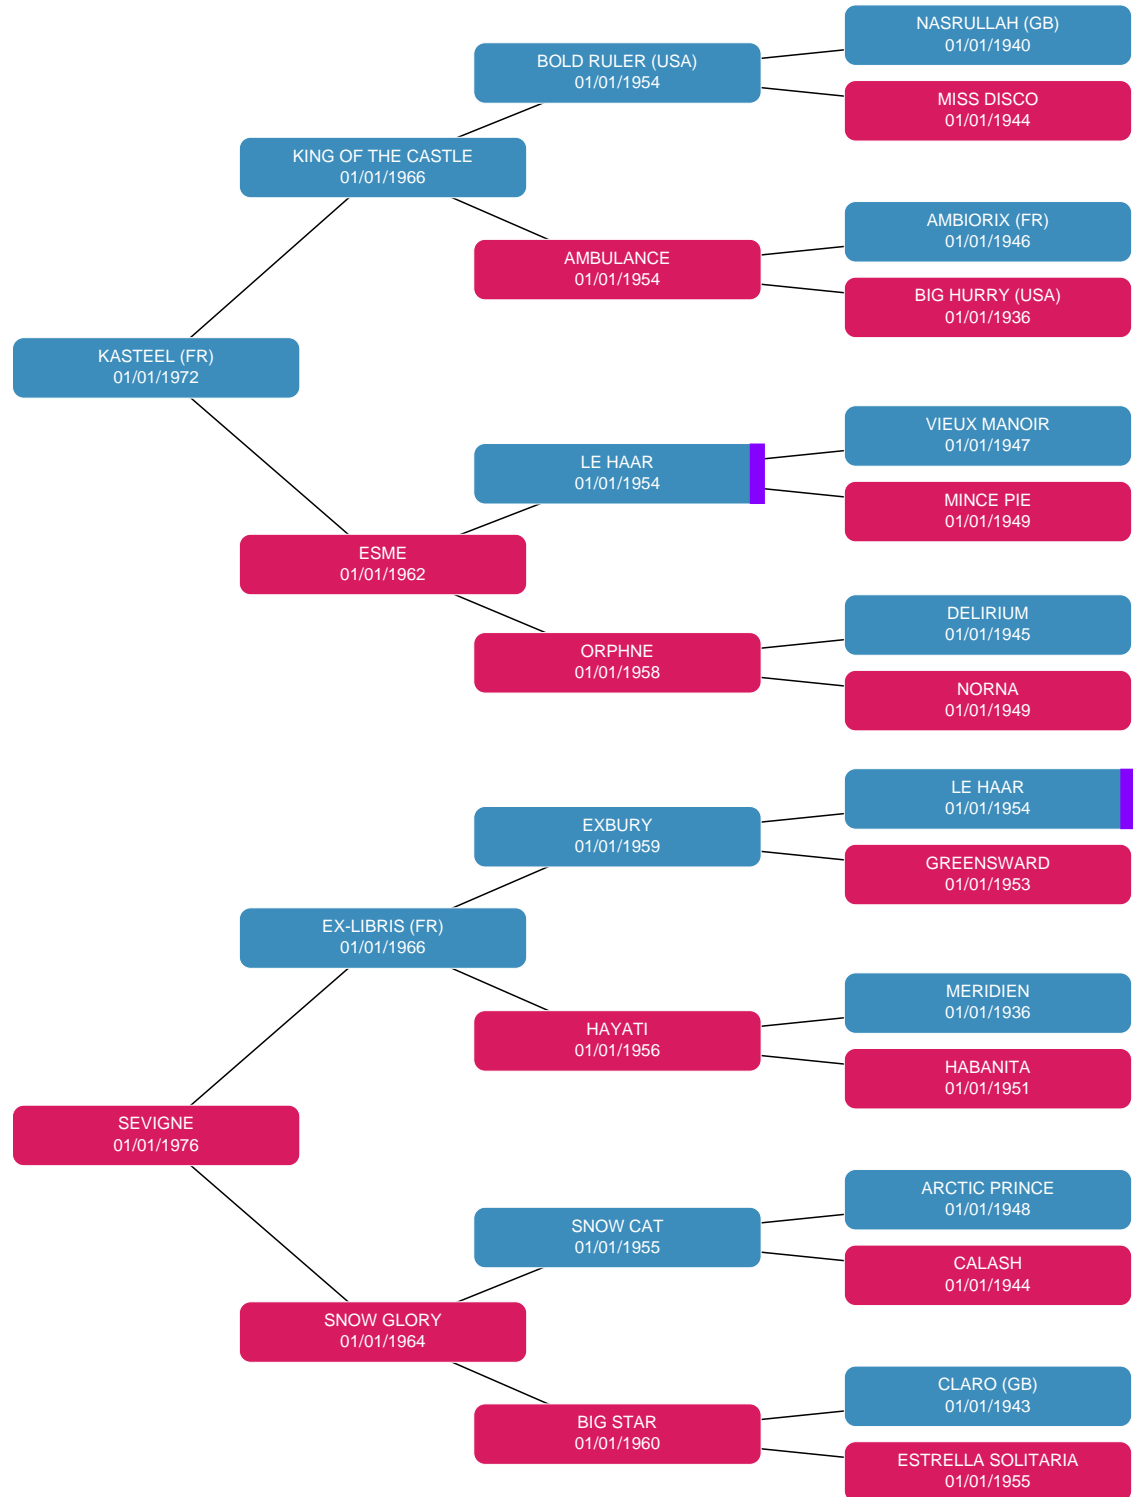 NASRULLAH (GB)
01/01/1940
BOLD RULER (USA)
01/01/1954
MISS DISCO
01/01/1944
KING OF THE CASTLE
01/01/1966
AMBIORIX (FR)
01/01/1946
AMBULANCE
01/01/1954
BIG HURRY (USA)
01/01/1936
KASTEEL (FR)
01/01/1972
VIEUX MANOIR
01/01/1947
LE HAAR
01/01/1954
MINCE PIE
01/01/1949
ESME
01/01/1962
DELIRIUM
01/01/1945
ORPHNE
01/01/1958
NORNA
01/01/1949
LE HAAR
01/01/1954
EXBURY
01/01/1959
GREENSWARD
01/01/1953
EX-LIBRIS (FR)
01/01/1966
MERIDIEN
01/01/1936
HAYATI
01/01/1956
HABANITA
01/01/1951
SEVIGNE
01/01/1976
ARCTIC PRINCE
01/01/1948
SNOW CAT
01/01/1955
CALASH
01/01/1944
SNOW GLORY
01/01/1964
CLARO (GB)
01/01/1943
BIG STAR
01/01/1960
ESTRELLA SOLITARIA
01/01/1955